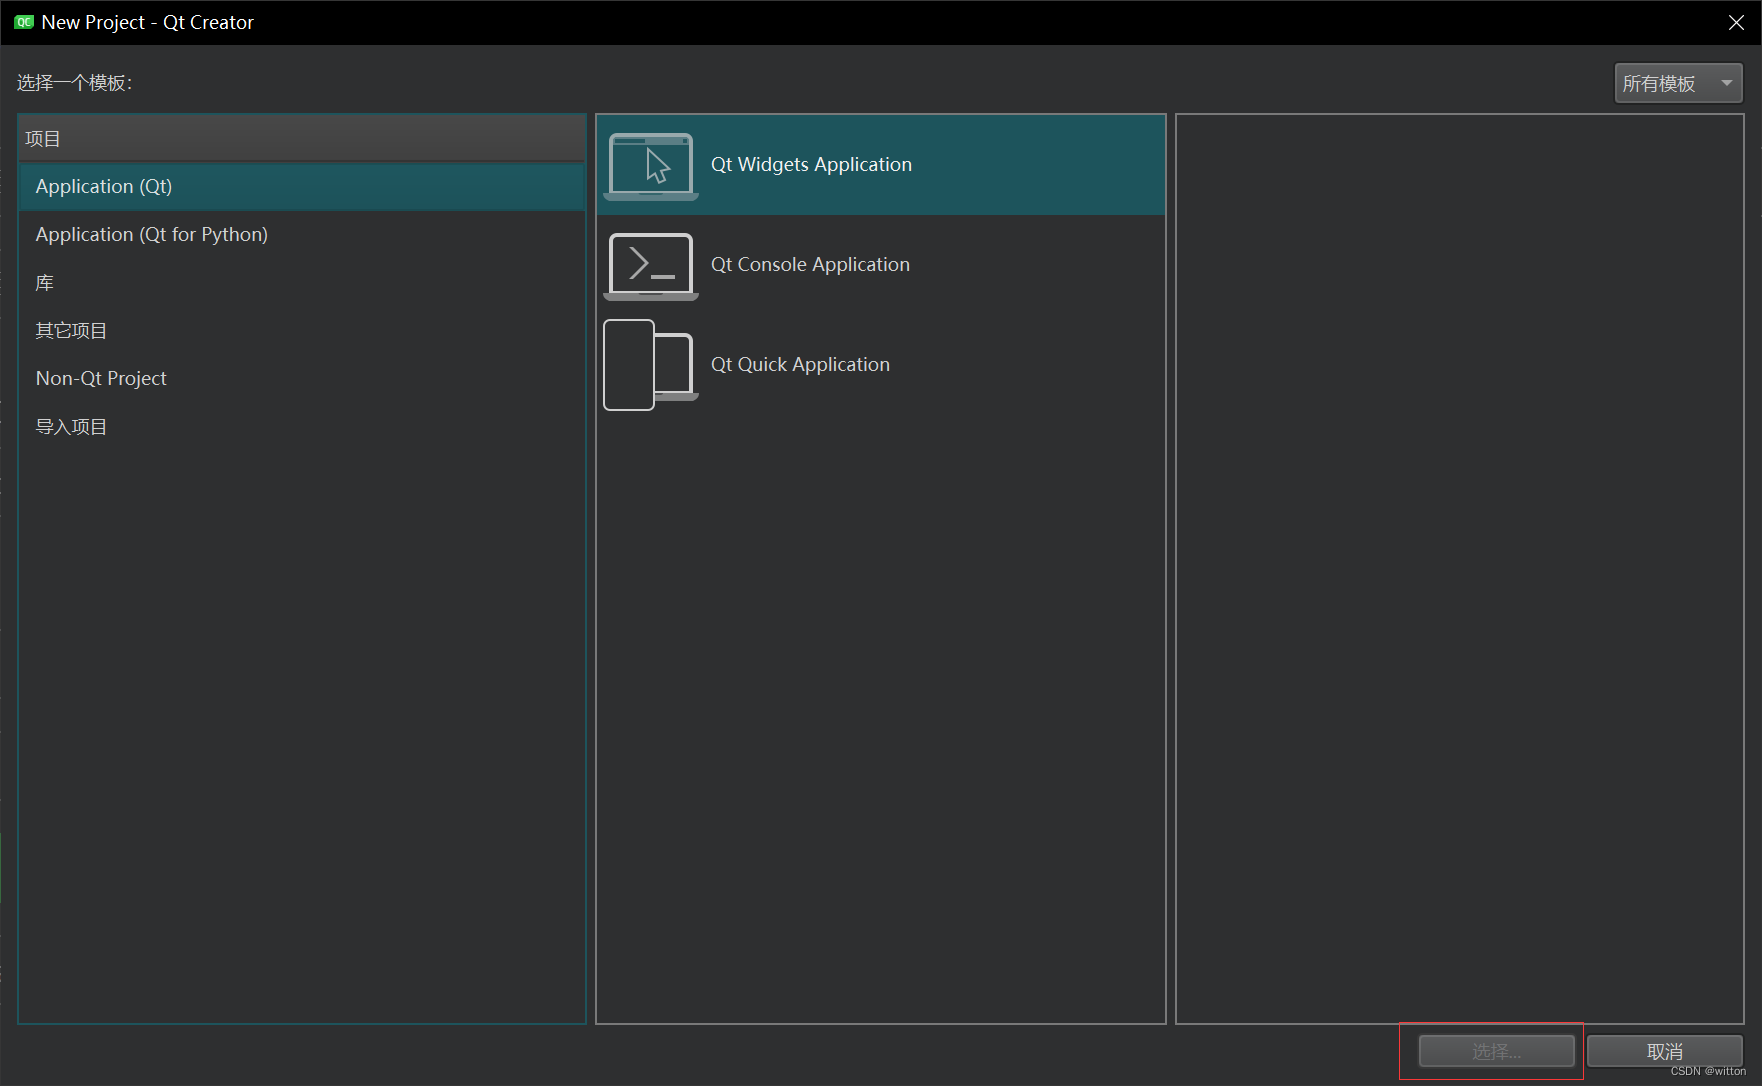 QC New Project - Qt Creator
选择一个模板：
所有模板
项目
Application (Qt)
Application (Qt for Python)
库
其它项目
Non-Qt Project
导入项目
Qt Widgets Application
Qt Console Application
Qt Quick Application
选择...
取消
CSDN @witton